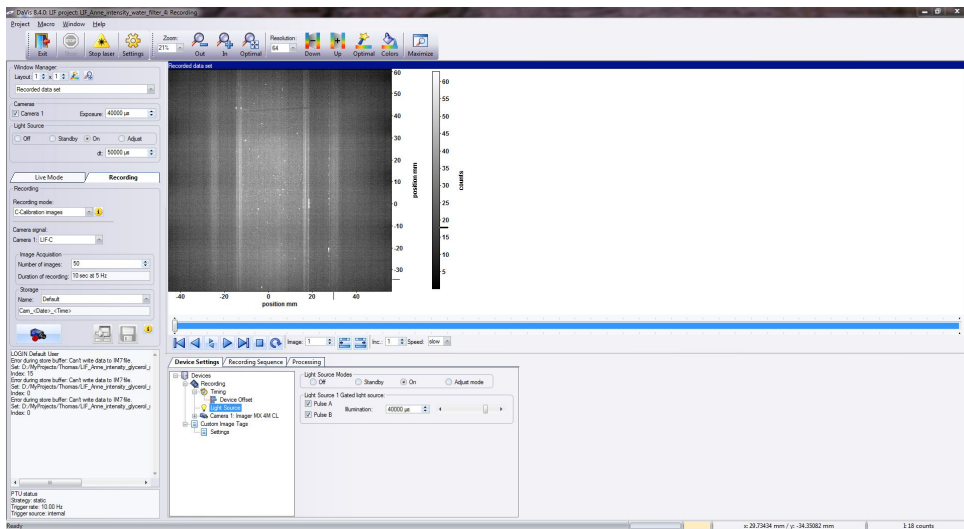 DaVis 8.4.0: LIF project: LIF_Anne_intensity_water_filter_4: Recording
Project Macro Window Help
Exit Stop laser Settings Zoom: 21% Out In Optimal Resolution: 64 Down Up Optimal Colors Maximize
Window Manager:
Layout: 1 x 1
Recorded data set
Cameras
Camera 1 Exposure: 40000 µs
Light Source
Off Standby On Adjust
dt: 50000 µs
Live Mode Recording
Recording
Recording mode:
C-Calibration images
Camera signal:
Camera 1: LIF-C
Image Acquisition
Number of images: 50
Duration of recording: 10 sec at 5 Hz
Storage
Name: Default
Cam_<Date>_<Time>
LOGIN Default User
Error during store buffer: Can't write data to IM7 file.
Set: D:/MyProjects/Thomas/LIF_Anne_intensity_glycerol_
Index: 15
Error during store buffer: Can't write data to IM7 file.
Set: D:/MyProjects/Thomas/LIF_Anne_intensity_glycerol_
Index: 0
Error during store buffer: Can't write data to IM7 file.
Set: D:/MyProjects/Thomas/LIF_Anne_intensity_glycerol_
Index: 0
PTU status
Strategy: static
Trigger rate: 10.00 Hz
Trigger source: internal
Ready
Recorded data set
60
50
40
30
20
10
0
-10
-20
-30
position mm
-40 -20 0 20 40
position mm
60
55
50
45
40
35
30
25
20
15
10
5
counts
Image: 1 Inc.: 1 Speed: slow
Device Settings Recording Sequence Processing
Devices
Recording
Timing
Device Offset
Light Source
Camera 1: Imager MX 4M CL
Custom Image Tags
Settings
Light Source Modes
Off Standby On Adjust mode
Light Source 1 Gated light source:
Pulse A
Pulse B
Illumination: 40000 µs
x: 29.73434 mm / y: -34.35082 mm
I:18 counts